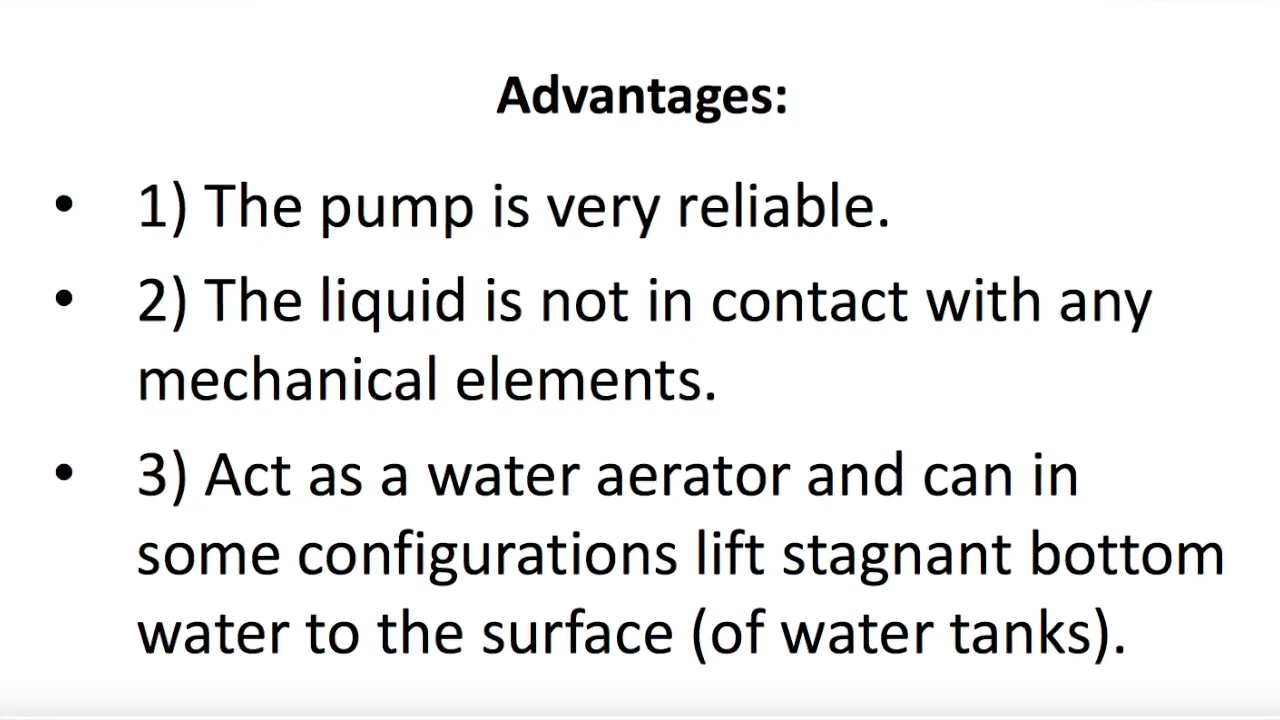 Advantages:
• 1) The pump is very reliable.
• 2) The liquid is not in contact with any
mechanical elements.
• 3) Act as a water aerator and can in
some configurations lift stagnant bottom
water to the surface (of water tanks).